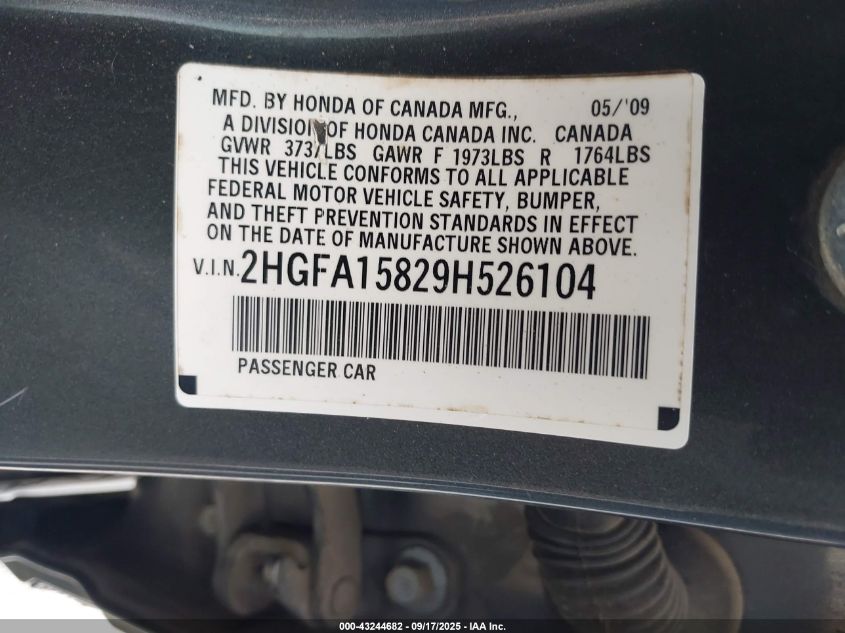 MFD. BY HONDA OF CANADA MFG., 05/'09
A DIVISION OF HONDA CANADA INC. CANADA
GVWR 3737LBS GAWR F 1973LBS R 1764LBS
THIS VEHICLE CONFORMS TO ALL APPLICABLE
FEDERAL MOTOR VEHICLE SAFETY, BUMPER,
AND THEFT PREVENTION STANDARDS IN EFFECT
ON THE DATE OF MANUFACTURE SHOWN ABOVE.
V.I.N. 2HGFA15829H526104
PASSENGER CAR
000-43244682 - 09/17/2025 - IAA Inc.